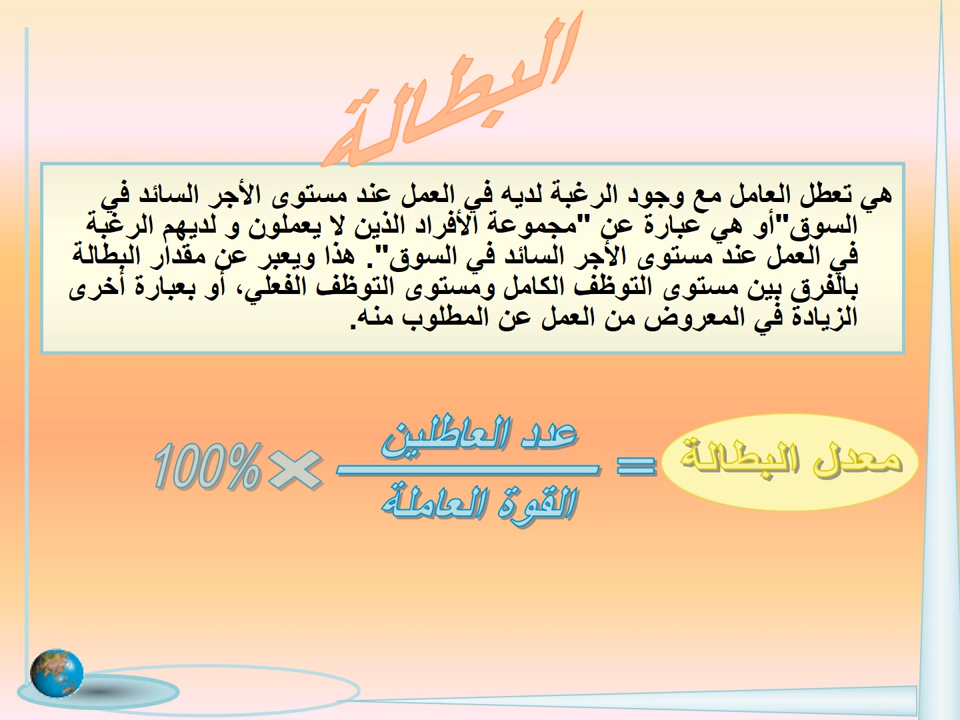 البطالة
هي تعطل العامل مع وجود الرغبة لديه في العمل عند مستوى الأجر السائد في
السوق"أو هي عبارة عن "مجموعة الأفراد الذين لا يعملون و لديهم الرغبة
في العمل عند مستوى الأجر السائد في السوق". هذا ويعبر عن مقدار البطالة
بالفرق بين مستوى التوظف الكامل ومستوى التوظف الفعلي، أو بعبارة أخرى
الزيادة في المعروض من العمل عن المطلوب منه.
معدل البطالة =
عدد العاطلين
القوة العاملة
× 100%